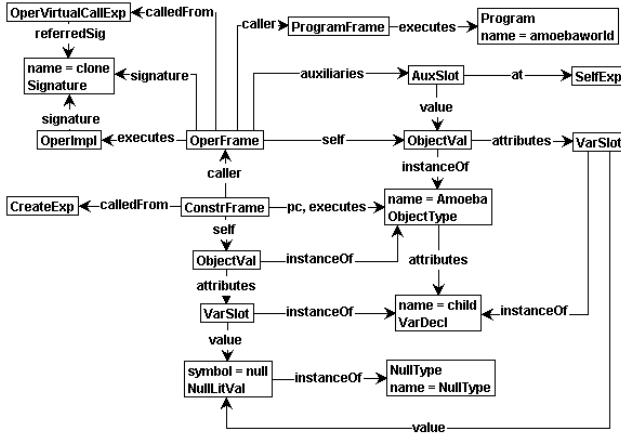 OperVirtualCallExp
calledFrom
caller
ProgramFrame
executes
Program
name = amoebaworld
referredSig
name = clone
Signature
signature
auxiliaries
AuxSlot
at
SelfExp
signature
value
OperImpl
executes
OperFrame
self
ObjectVal
attributes
VarSlot
caller
instanceOf
CreateExp
calledFrom
ConstrFrame
pc, executes
name = Amoeba
ObjectType
self
ObjectVal
instanceOf
attributes
attributes
VarSlot
instanceOf
name = child
VarDecl
instanceOf
value
symbol = null
NullLitVal
instanceOf
NullType
name = NullType
value